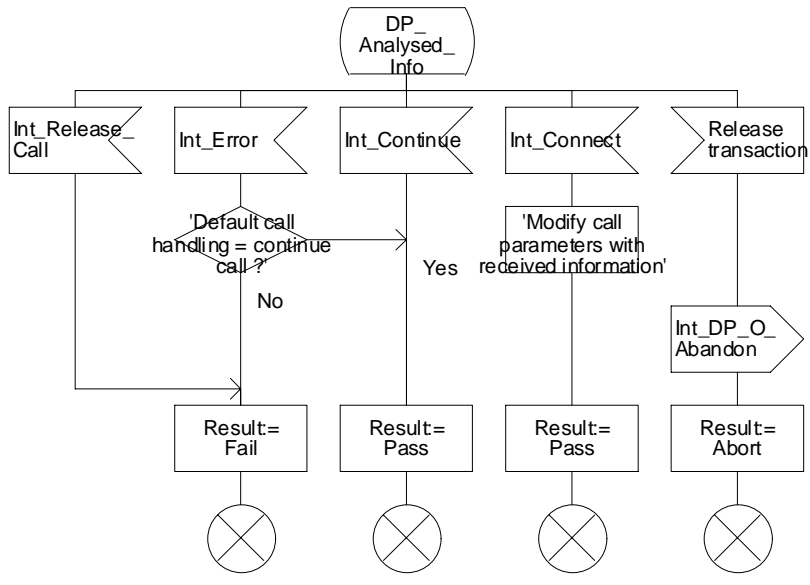 DP_
Analysed_
Info
Int_Release_
Call
Int_Error
Int_Continue
Int_Connect
Release
transaction
'Default call
handling = continue
call ?'
Yes
No
'Modify call
parameters with
received information'
Int_DP_O_
Abandon
Result:=
Fail
Result:=
Pass
Result:=
Pass
Result:=
Abort